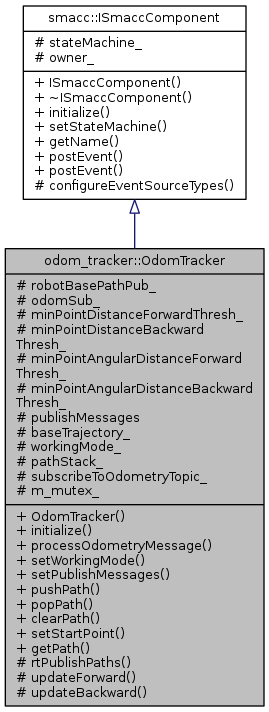 smacc::ISmaccComponent
# stateMachine_
# owner_
+ ISmaccComponent()
+ ~ISmaccComponent()
+ initialize()
+ setStateMachine()
+ getName()
+ postEvent()
+ postEvent()
# configureEventSourceTypes()
odom_tracker::OdomTracker
# robotBasePathPub_
# odomSub_
# minPointDistanceForwardThresh_
# minPointDistanceBackward
Thresh_
# minPointAngularDistanceForward
Thresh_
# minPointAngularDistanceBackward
Thresh_
# publishMessages
# baseTrajectory_
# workingMode_
# pathStack_
# subscribeToOdometryTopic_
# m_mutex_
+ OdomTracker()
+ initialize()
+ processOdometryMessage()
+ setWorkingMode()
+ setPublishMessages()
+ pushPath()
+ popPath()
+ clearPath()
+ setStartPoint()
+ getPath()
# rtPublishPaths()
# updateForward()
# updateBackward()